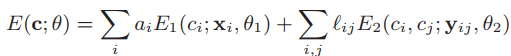 E(c; θ) = ∑_i a_i E_1(c_i; x_i, θ_1) + ∑_{i,j} ℓ_{ij} E_2(c_i, c_j; y_{ij}, θ_2)